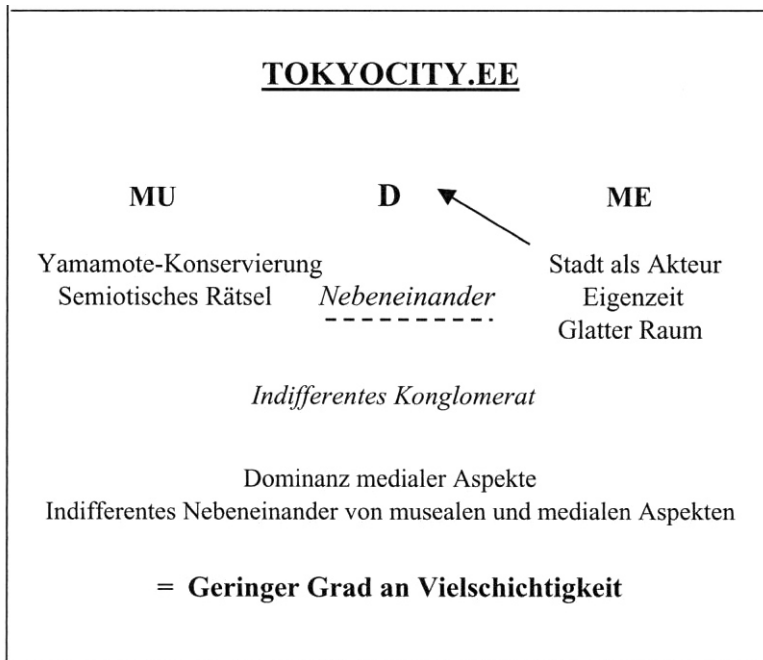 TOKYOCITY.EE
MU D ME
Yamamote-Konservierung Stadt als Akteur
Semiotisches Rätsel Nebeneinander Eigenzeit
Glatter Raum
Indifferentes Konglomerat
Dominanz medialer Aspekte
Indifferentes Nebeneinander von musealen und medialen Aspekten
= Geringer Grad an Vielschichtigkeit